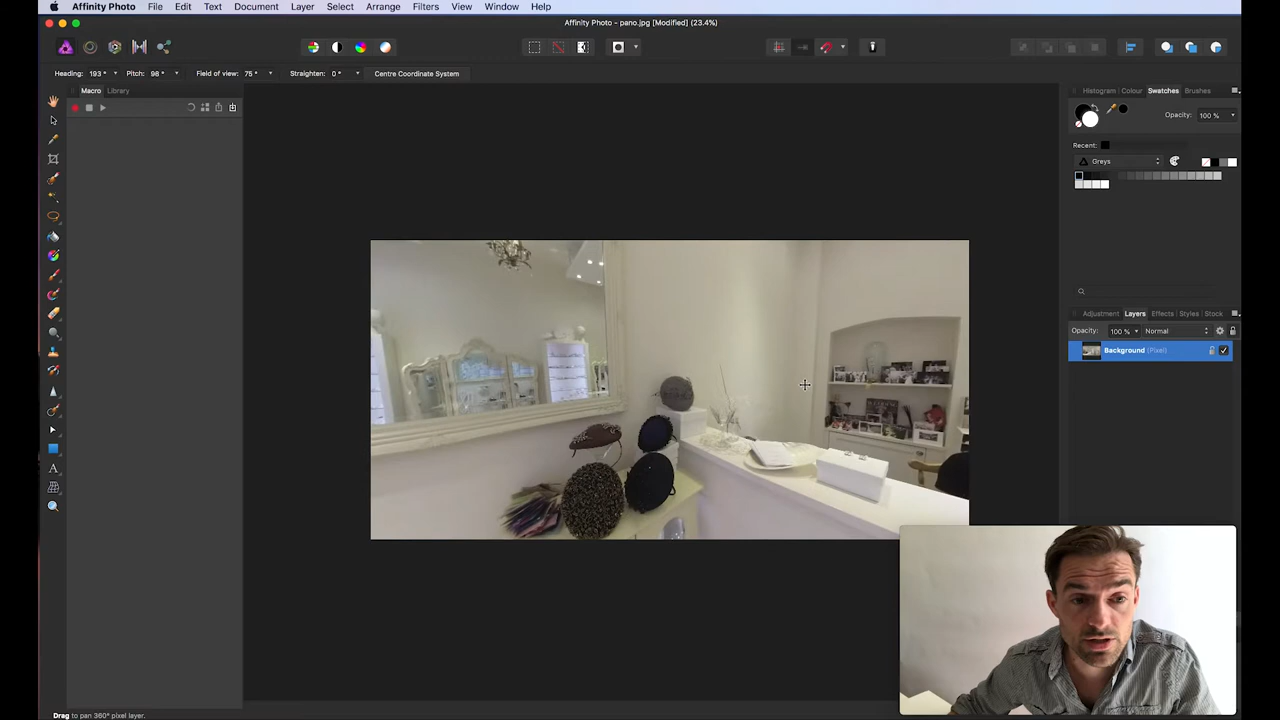 Affinity Photo File Edit Text Document Layer Select Arrange Filters View Window Help
Affinity Photo - pano.jpg [Modified] (23.4%)
Heading: 193 ° Pitch: 98 ° Field of view: 75 ° Straighten: 0 ° Centre Coordinate System
Macro Library
Histogram Colour Swatches Brushes
Opacity: 100 %
Recent:
Greys
Adjustment Layers Effects Styles Stock
Opacity: 100 % Normal
Background (Pixel)
Drag to pan 360° pixel layer.